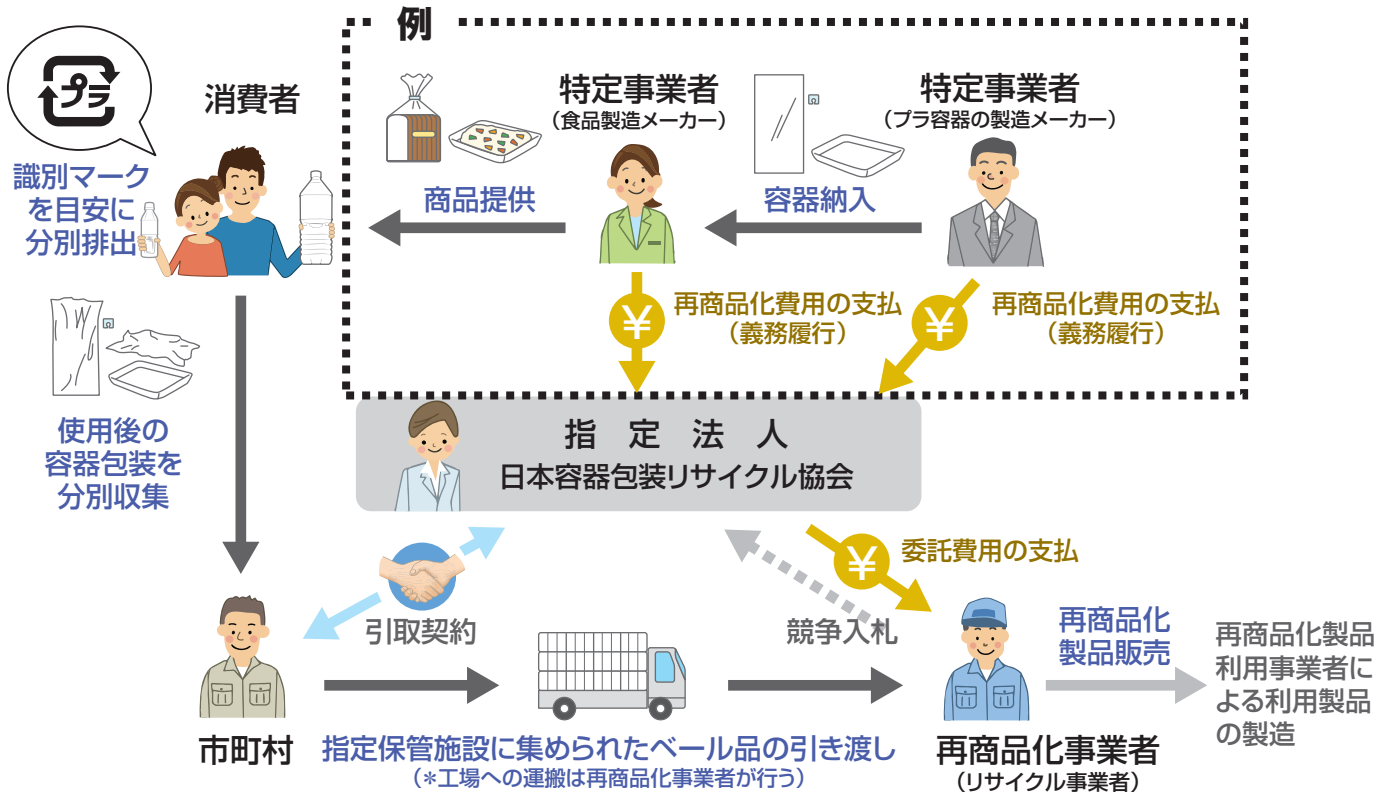 例
プラ
消費者
識別マーク
を目安に
分別排出
特定事業者
(食品製造メーカー)
特定事業者
(プラ容器の製造メーカー)
商品提供
容器納入
¥
再商品化費用の支払
(義務履行)
¥
再商品化費用の支払
(義務履行)
使用後の
容器包装を
分別収集
指定法人
日本容器包装リサイクル協会
引取契約
競争入札
¥
委託費用の支払
市町村
指定保管施設に集められたベール品の引き渡し
(*工場への運搬は再商品化事業者が行う)
再商品化事業者
(リサイクル事業者)
再商品化
製品販売
再商品化製品
利用事業者に
よる利用製品
の製造